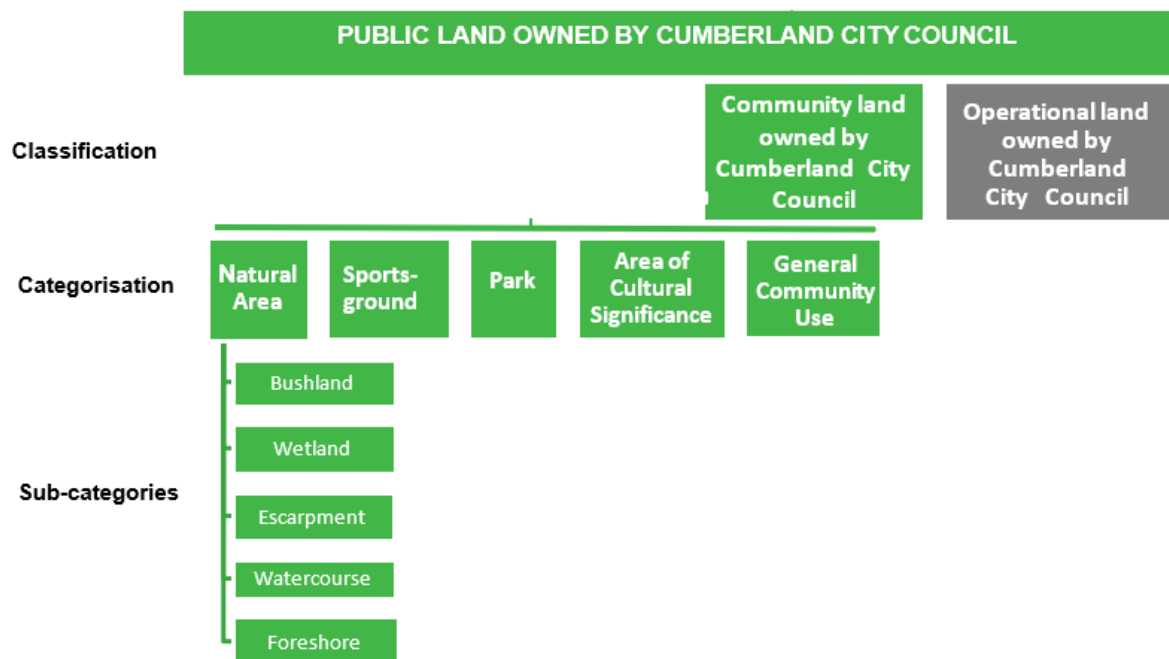 PUBLIC LAND OWNED BY CUMBERLAND CITY COUNCIL
Classification
Community land
owned by
Cumberland City
Council
Operational land
owned by
Cumberland
City Council
Categorisation
Natural
Area
Sports-
ground
Park
Area of
Cultural
Significance
General
Community
Use
Sub-categories
Bushland
Wetland
Escarpment
Watercourse
Foreshore